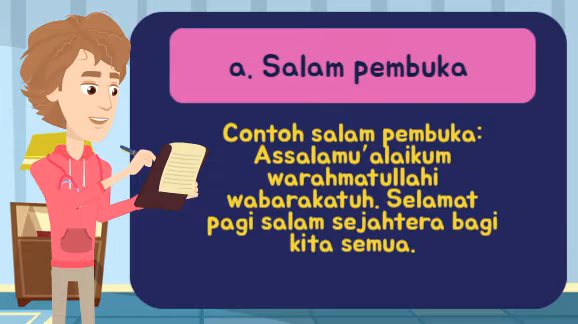 a. Salam pembuka
Contoh salam pembuka:
Assalamu'alaikum
warahmatullahi
wabarakatuh. Selamat
pagi salam sejahtera bagi
kita semua.